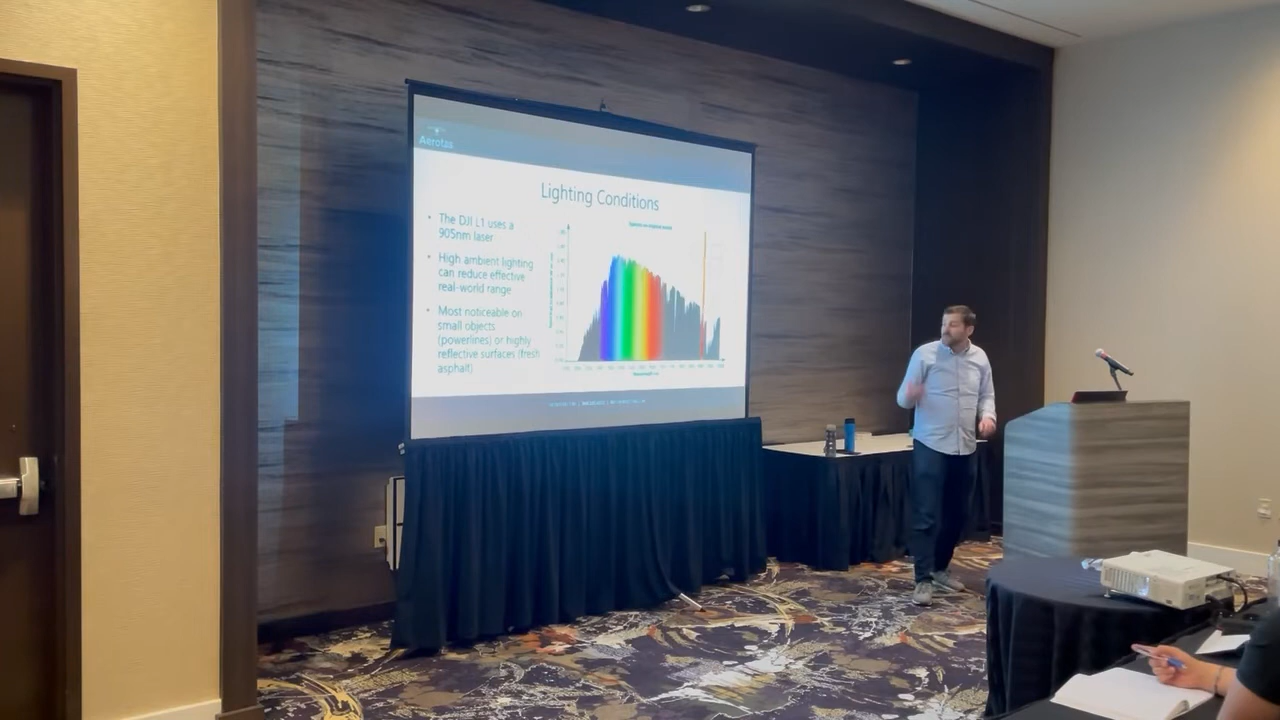 Aerotas
Lighting Conditions
• The DJI L1 uses a
905nm laser
• High ambient lighting
can reduce effective
real-world range
• Most noticeable on
small objects
(powerlines) or highly
reflective surfaces (fresh
asphalt)